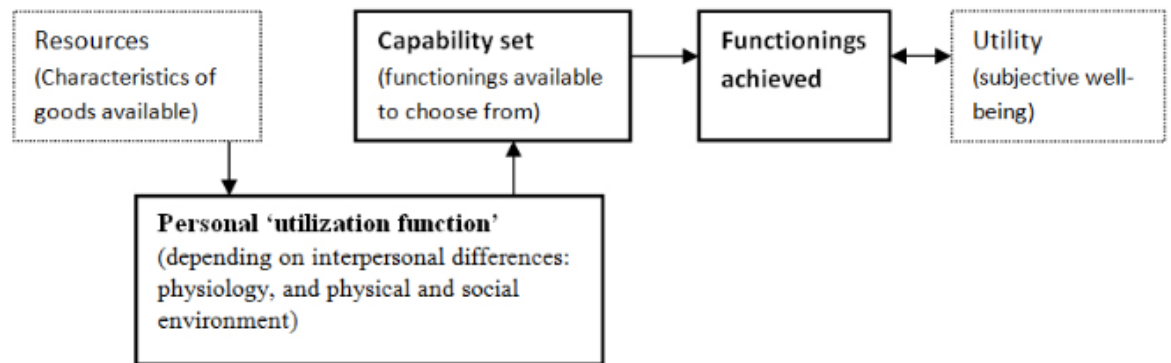 Resources
(Characteristics of
goods available)
Capability set
(functionings available
to choose from)
Functionings
achieved
Utility
(subjective well-
being)
Personal ‘utilization function’
(depending on interpersonal differences:
physiology, and physical and social
environment)